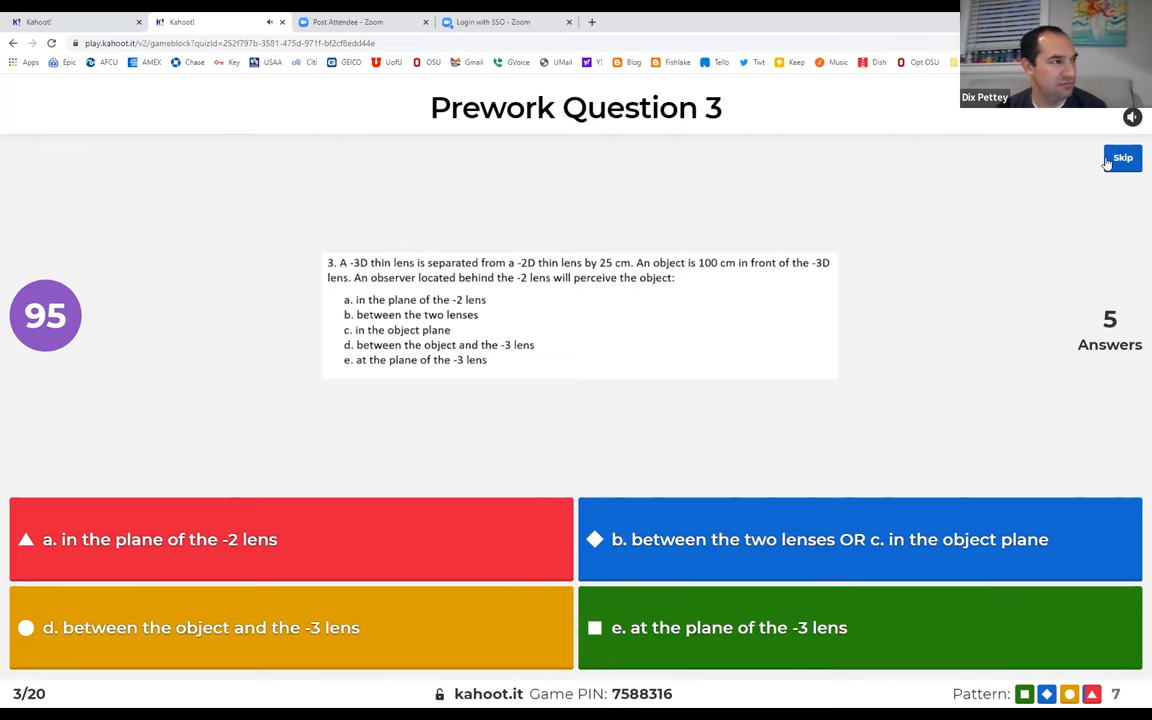 Kahoot!
Kahoot!
Post Attendee - Zoom
Login with SSO - Zoom
play.kahoot.it/v2/gameblock?quizId=252f797b-3581-475d-971f-bf2cf8edd44e
Apps Epic AFCU AMEX Chase Key USAA Citi GEICO UofU OSU Gmail GVoice UMail Y! Blog Fishlake Tello Twt Keep Music Dish Opt OSU
Dix Pettey
Prework Question 3
Skip
3. A -3D thin lens is separated from a -2D thin lens by 25 cm. An object is 100 cm in front of the -3D
lens. An observer located behind the -2 lens will perceive the object:
a. in the plane of the -2 lens
b. between the two lenses
c. in the object plane
d. between the object and the -3 lens
e. at the plane of the -3 lens
95
5
Answers
a. in the plane of the -2 lens
b. between the two lenses OR c. in the object plane
d. between the object and the -3 lens
e. at the plane of the -3 lens
3/20
kahoot.it Game PIN: 7588316
Pattern: 7